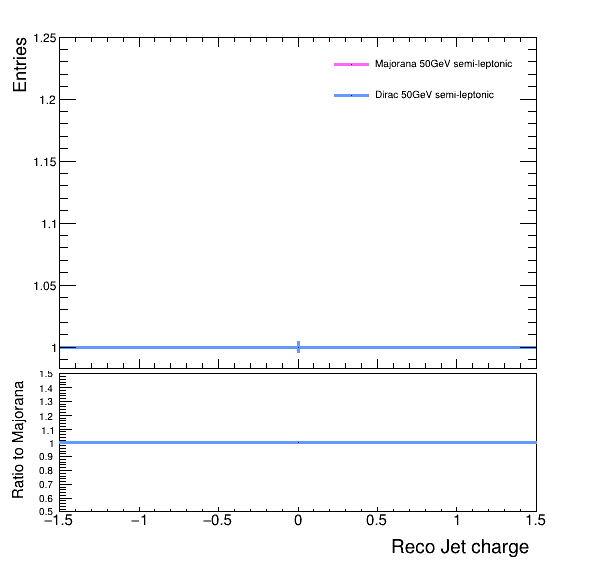 Entries
1.25
1.2
1.15
1.1
1.05
1
Majorana 50GeV semi-leptonic
Dirac 50GeV semi-leptonic
Ratio to Majorana
1.5
1.4
1.3
1.2
1.1
1
0.9
0.8
0.7
0.6
0.5
−1.5 −1 −0.5 0 0.5 1 1.5
Reco Jet charge